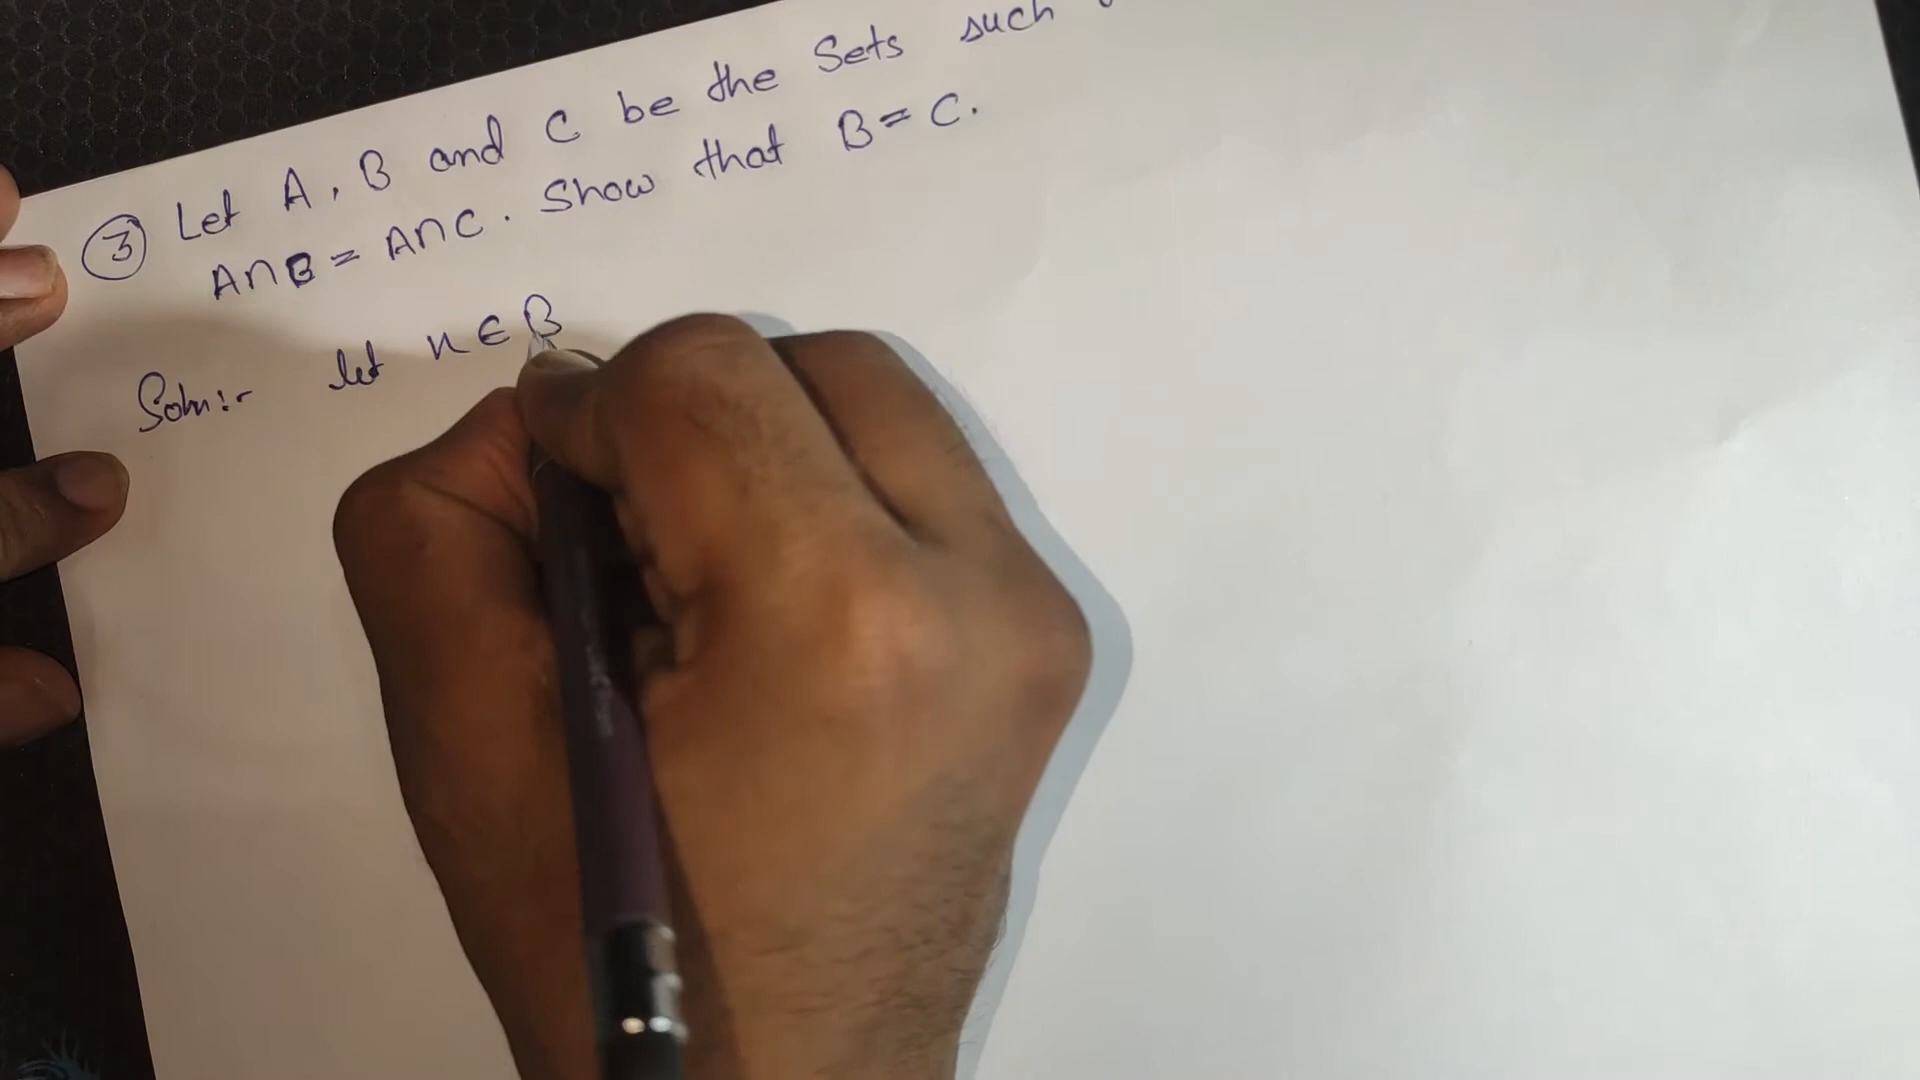 ③ Let A, B and C be the Sets such
A∩B = A∩C. Show that B = C.
Soln:- let x ∈ B